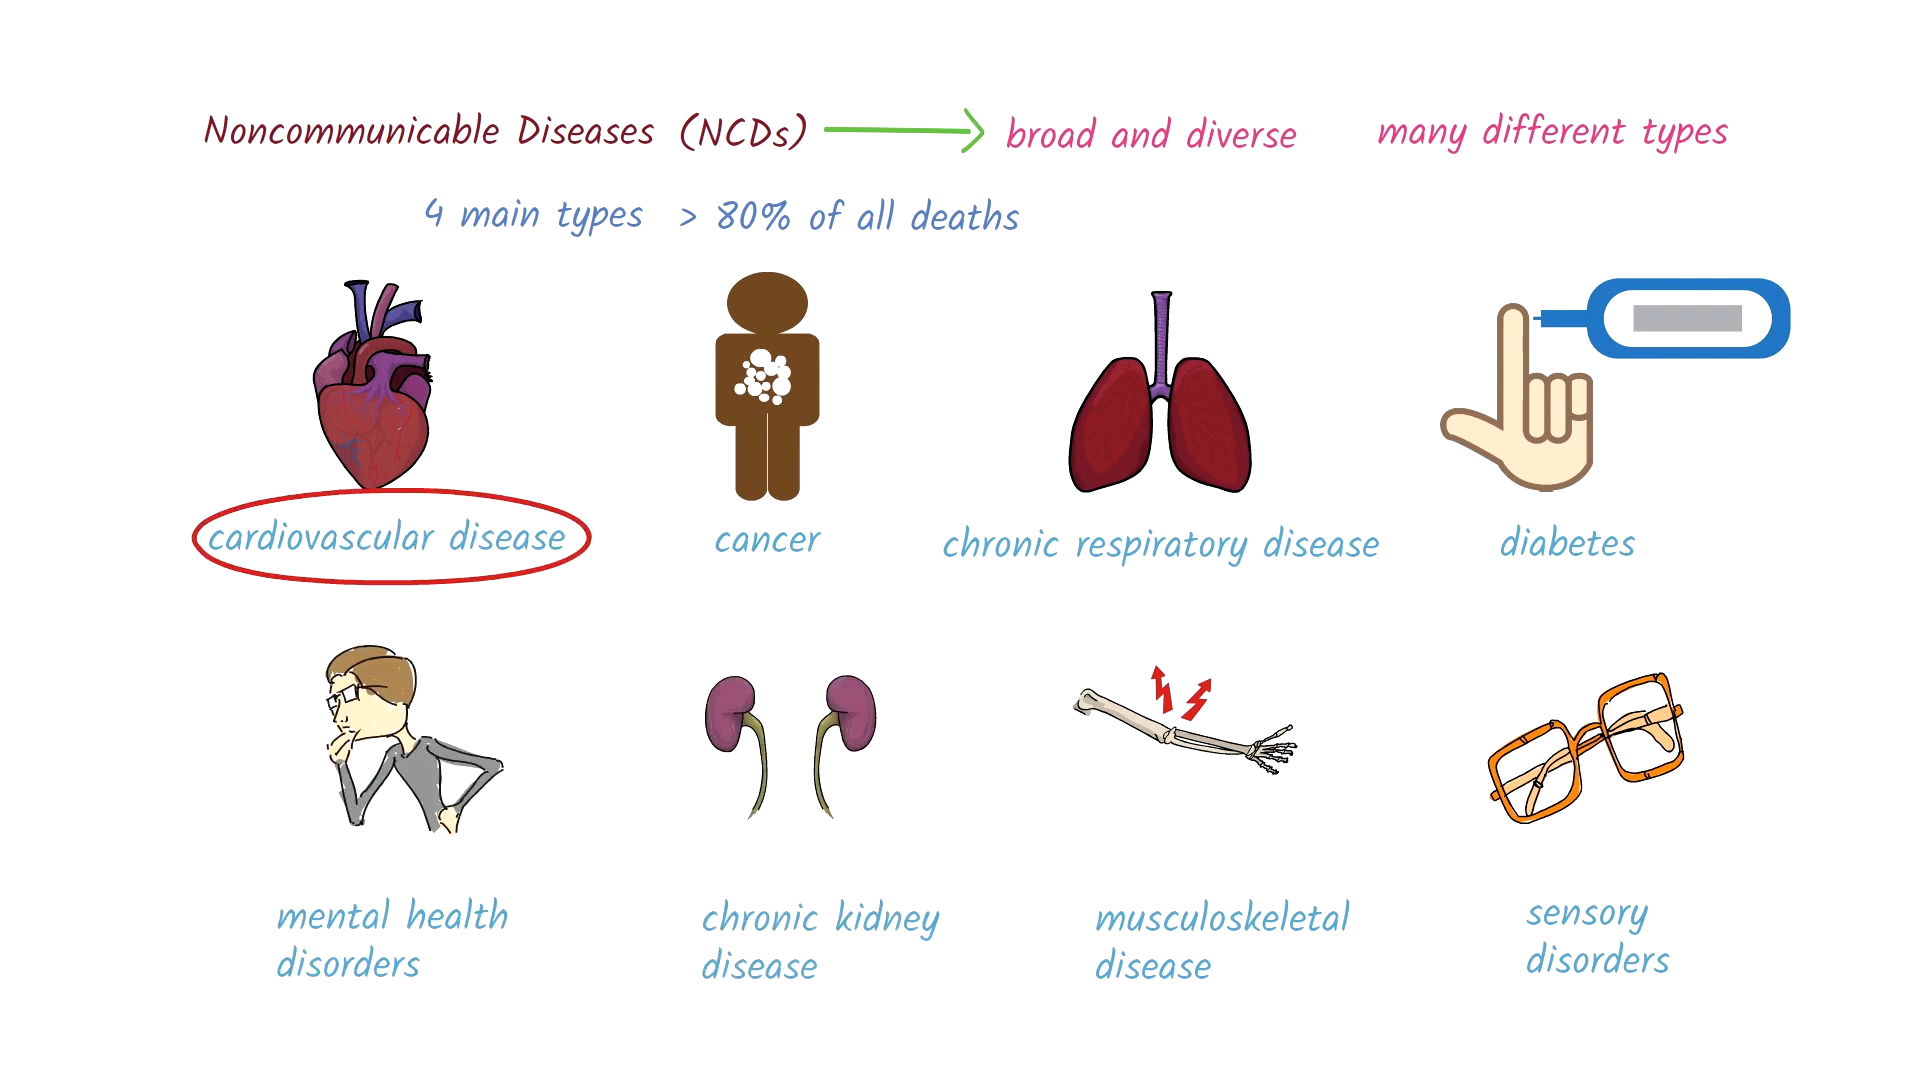 Noncommunicable Diseases (NCDs) broad and diverse many different types
4 main types > 80% of all deaths
cardiovascular disease
cancer
chronic respiratory disease
diabetes
mental health
disorders
chronic kidney
disease
musculoskeletal
disease
sensory
disorders